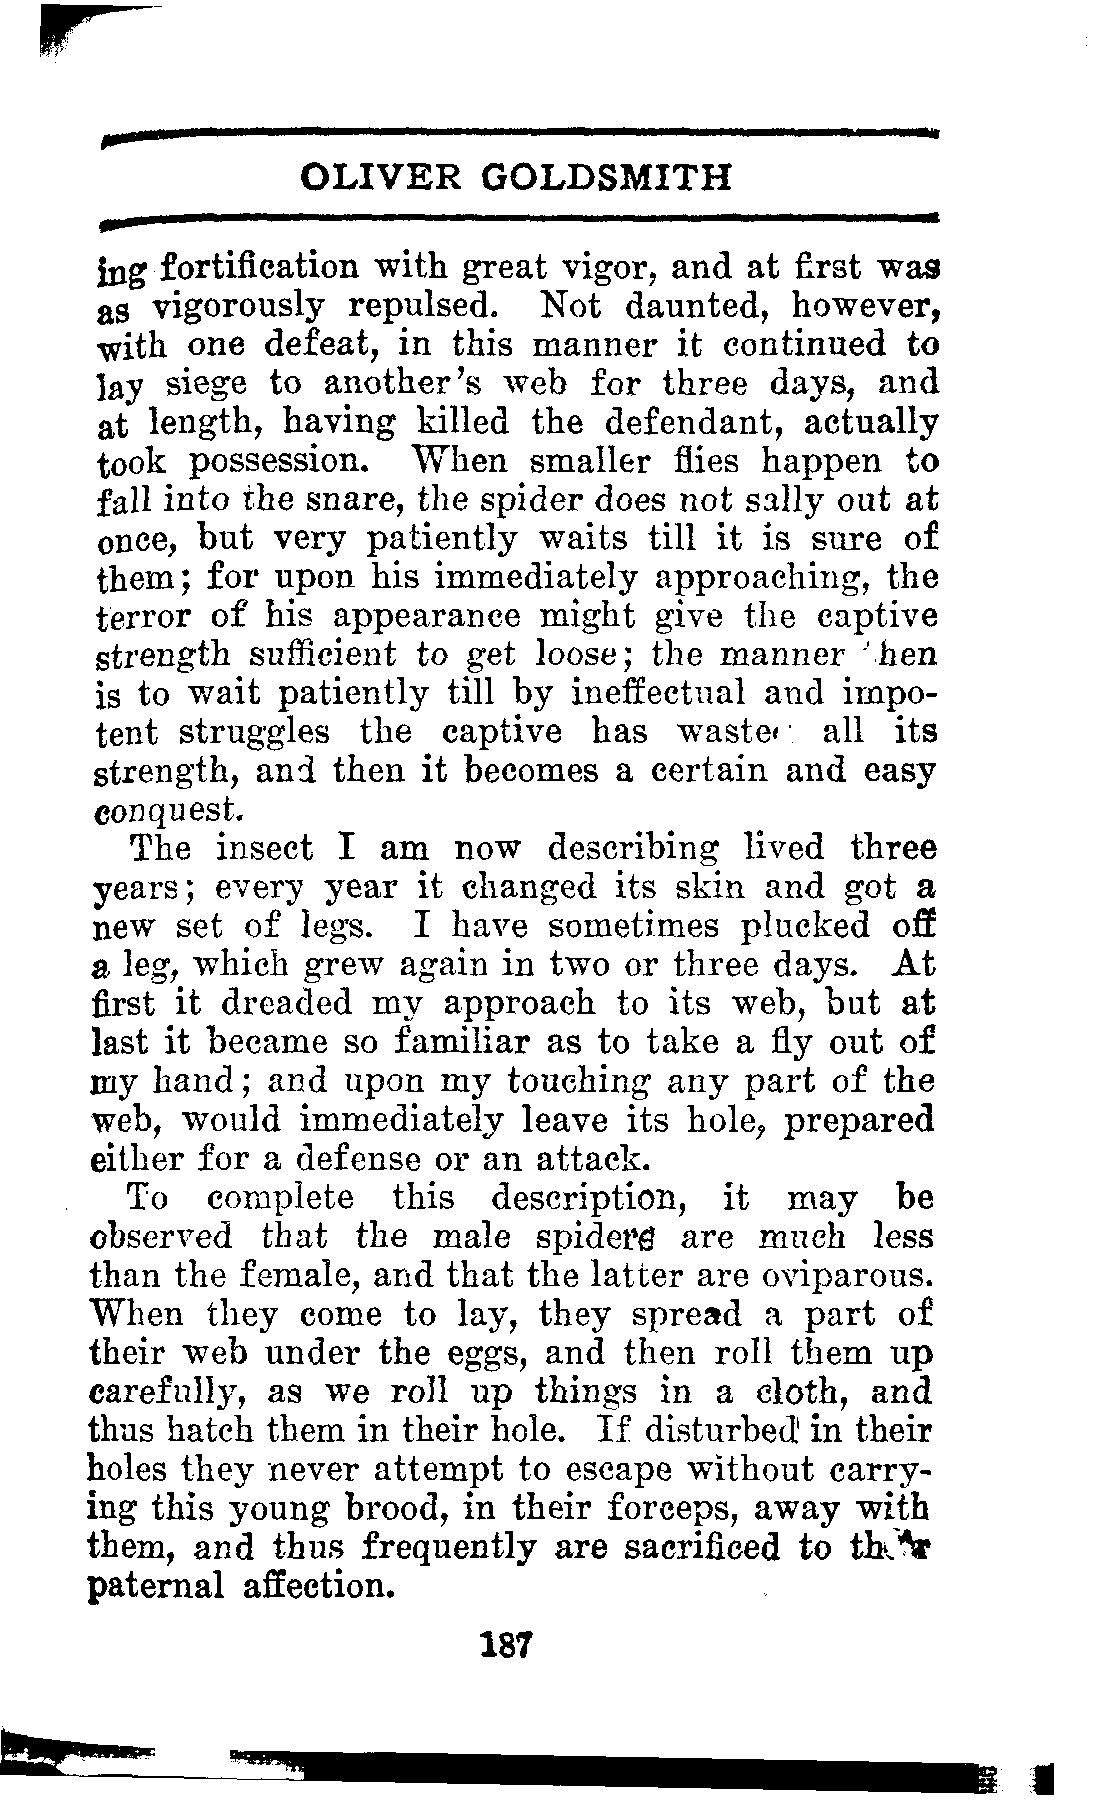 OLIVER GOLDSMITH
ing fortification with great vigor, and at first was
as vigorously repulsed. Not daunted, however,
with one defeat, in this manner it continued to
lay siege to another's web for three days, and
at length, having killed the defendant, actually
took possession. When smaller flies happen to
fall into the snare, the spider does not sally out at
once, but very patiently waits till it is sure of
them; for upon his immediately approaching, the
terror of his appearance might give the captive
strength sufficient to get loose; the manner then
is to wait patiently till by ineffectual and impo-
tent struggles the captive has wasted all its
strength, and then it becomes a certain and easy
conquest.
The insect I am now describing lived three
years; every year it changed its skin and got a
new set of legs. I have sometimes plucked off
a leg, which grew again in two or three days. At
first it dreaded my approach to its web, but at
last it became so familiar as to take a fly out of
my hand; and upon my touching any part of the
web, would immediately leave its hole, prepared
either for a defense or an attack.
To complete this description, it may be
observed that the male spiders are much less
than the female, and that the latter are oviparous.
When they come to lay, they spread a part of
their web under the eggs, and then roll them up
carefully, as we roll up things in a cloth, and
thus hatch them in their hole. If disturbed in their
holes they never attempt to escape without carry-
ing this young brood, in their forceps, away with
them, and thus frequently are sacrificed to their
paternal affection.
187